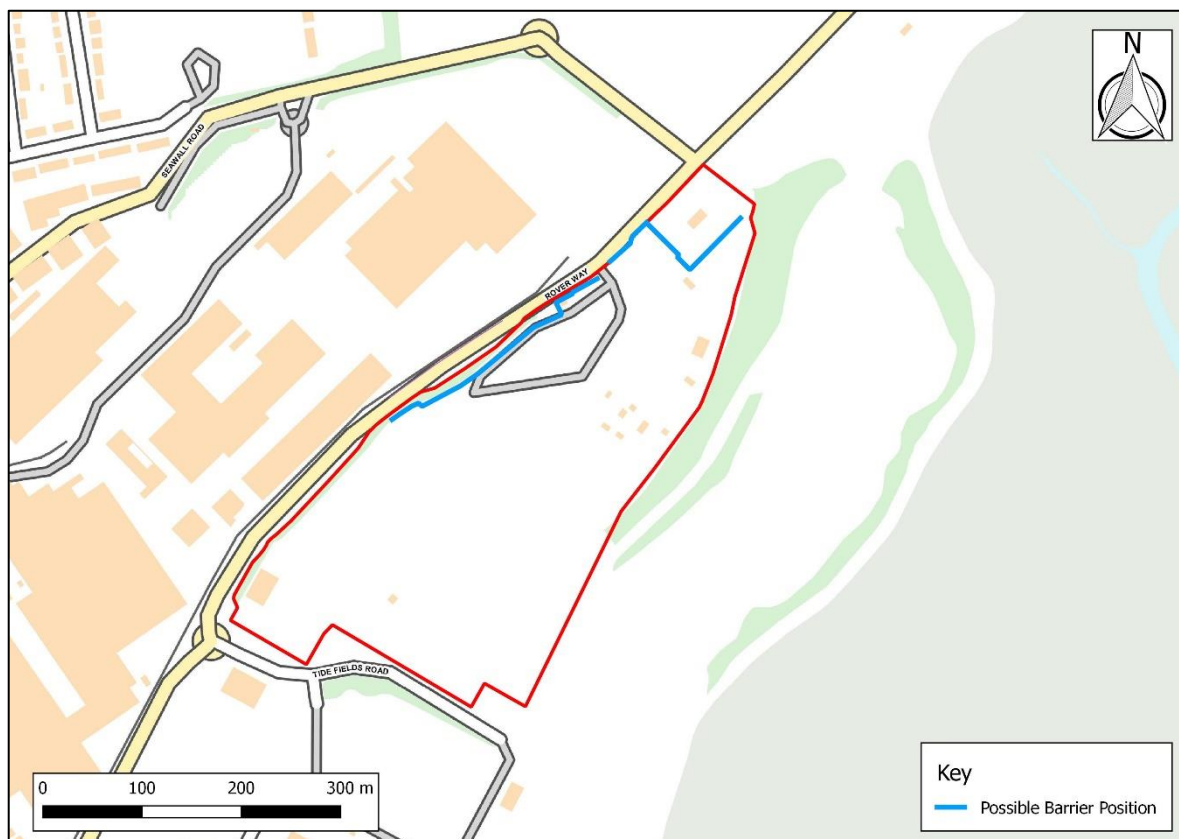 N
SEAWALL ROAD
ROVER WAY
TIDE FIELDS ROAD
0 100 200 300 m
Key
Possible Barrier Position